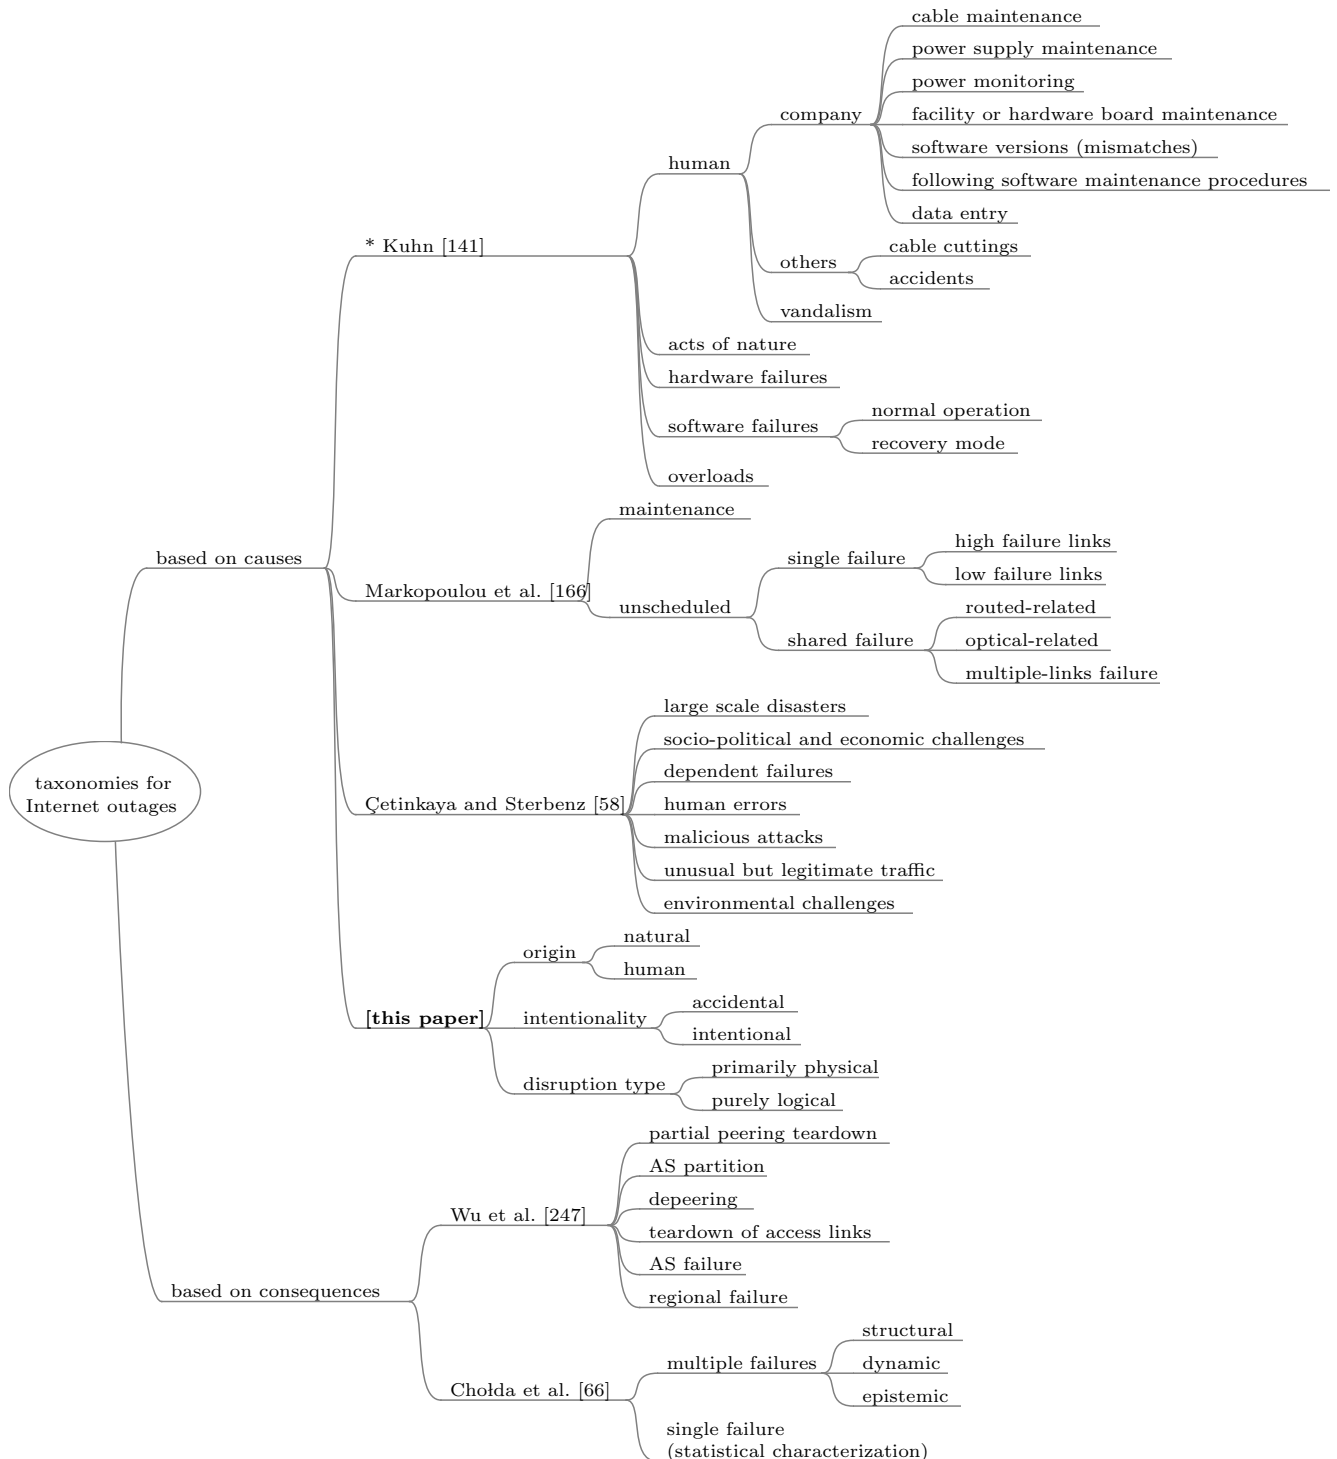 cable maintenance
power supply maintenance
power monitoring
company
facility or hardware board maintenance
software versions (mismatches)
human
following software maintenance procedures
data entry
* Kuhn [141]
cable cuttings
others
accidents
vandalism
acts of nature
hardware failures
normal operation
software failures
recovery mode
overloads
maintenance
high failure links
based on causes
single failure
low failure links
Markopoulou et al. [166]
unscheduled
routed-related
shared failure
optical-related
multiple-links failure
large scale disasters
socio-political and economic challenges
dependent failures
taxonomies for
Internet outages
Çetinkaya and Sterbenz [58]
human errors
malicious attacks
unusual but legitimate traffic
environmental challenges
natural
origin
human
accidental
[this paper]
intentionality
intentional
primarily physical
disruption type
purely logical
partial peering teardown
AS partition
depeering
Wu et al. [247]
teardown of access links
AS failure
based on consequences
regional failure
structural
multiple failures
dynamic
Chołda et al. [66]
epistemic
single failure
(statistical characterization)